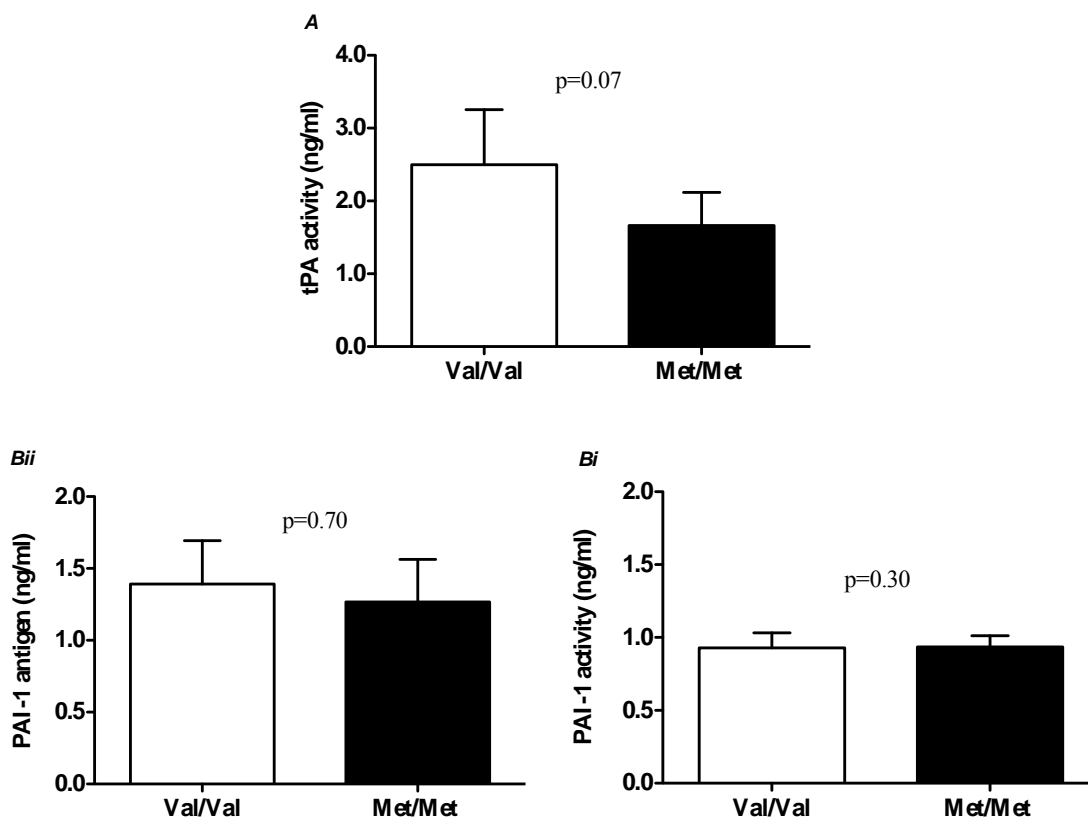 A
4.0
p=0.07
3.0
2.0
1.0
0.0
tPA activity (ng/ml)
Val/Val Met/Met
Bii
2.0
p=0.70
1.5
1.0
0.5
0.0
PAI-1 antigen (ng/ml)
Val/Val Met/Met
Bi
2.0
1.5
p=0.30
1.0
0.5
0.0
PAI-1 activity (ng/ml)
Val/Val Met/Met